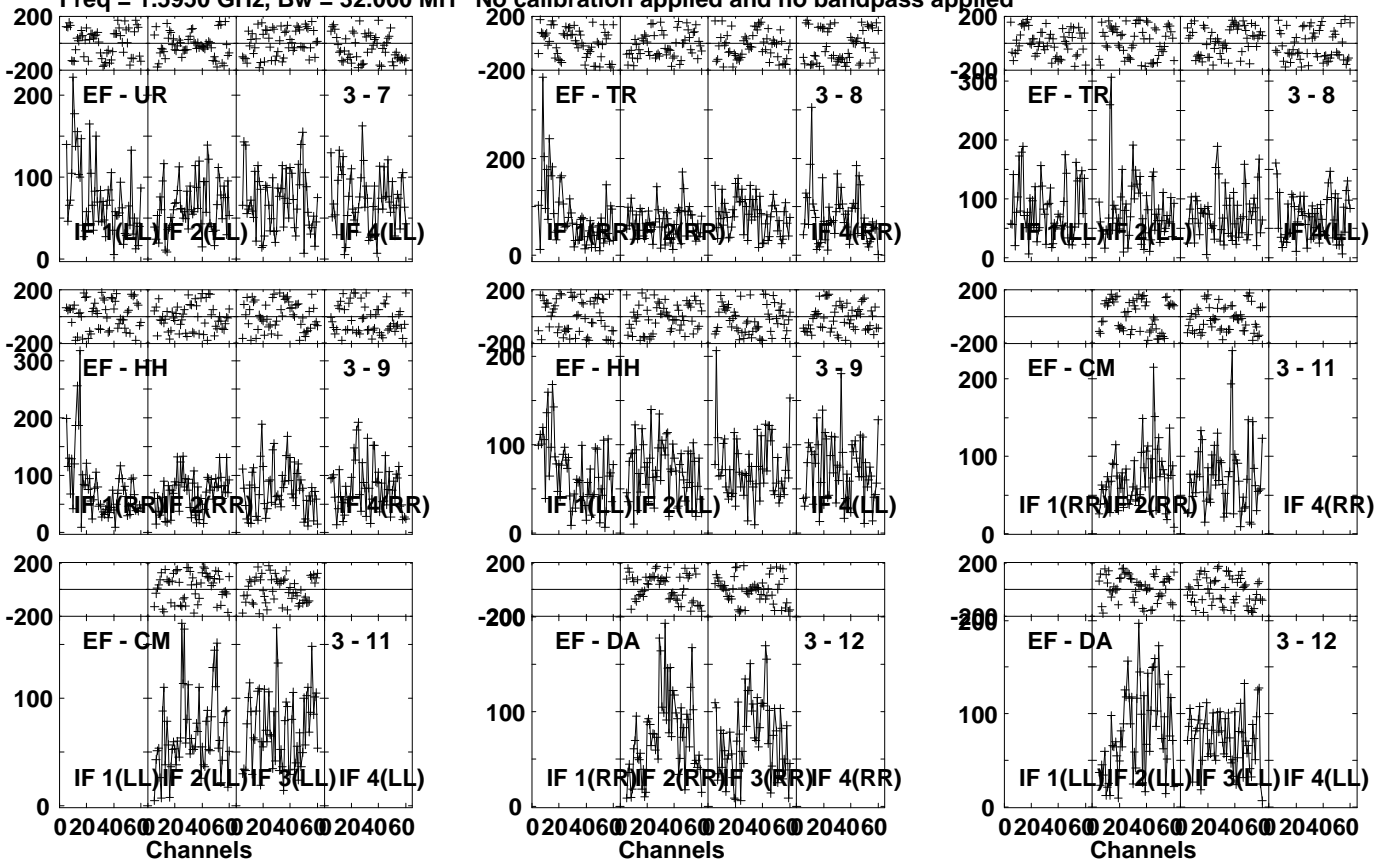 Freq = 1.5950 GHz, Bw = 32.000 MH No calibration applied and no bandpass applied
200 200 200
-200 -200
200 EF - UR 3 - 7 EF - TR 3 - 8 300 EF - TR 3 - 8
200 200
100 100
IF 1(LL) IF 2(LL) IF 4(LL) IF 1(RR) IF 2(RR) IF 4(RR) IF 1(LL) IF 2(LL) IF 4(LL)
0 0 0
200 200 200
-200 -200 -200
300 EF - HH 3 - 9 200 EF - HH 3 - 9 EF - CM 3 - 11
200 200
100 100 100
IF 1(RR) IF 2(RR) IF 4(RR) IF 1(LL) IF 2(LL) IF 4(LL) IF 1(RR) IF 2(RR) IF 4(RR)
0 0 0
200 200 200
-200 -200 -200
EF - CM 3 - 11 EF - DA 3 - 12 200 EF - DA 3 - 12
100 100 100
IF 1(LL) IF 2(LL) IF 3(LL) IF 4(LL) IF 1(RR) IF 2(RR) IF 3(RR) IF 4(RR) IF 1(LL) IF 2(LL) IF 3(LL) IF 4(LL)
0 0 0
0 20 40 60 0 20 40 60 0 20 40 60 0 20 40 60 0 20 40 60 0 20 40 60 0 20 40 60 0 20 40 60 0 20 40 60 0 20 40 60 0 20 40 60 0 20 40 60
Channels Channels Channels